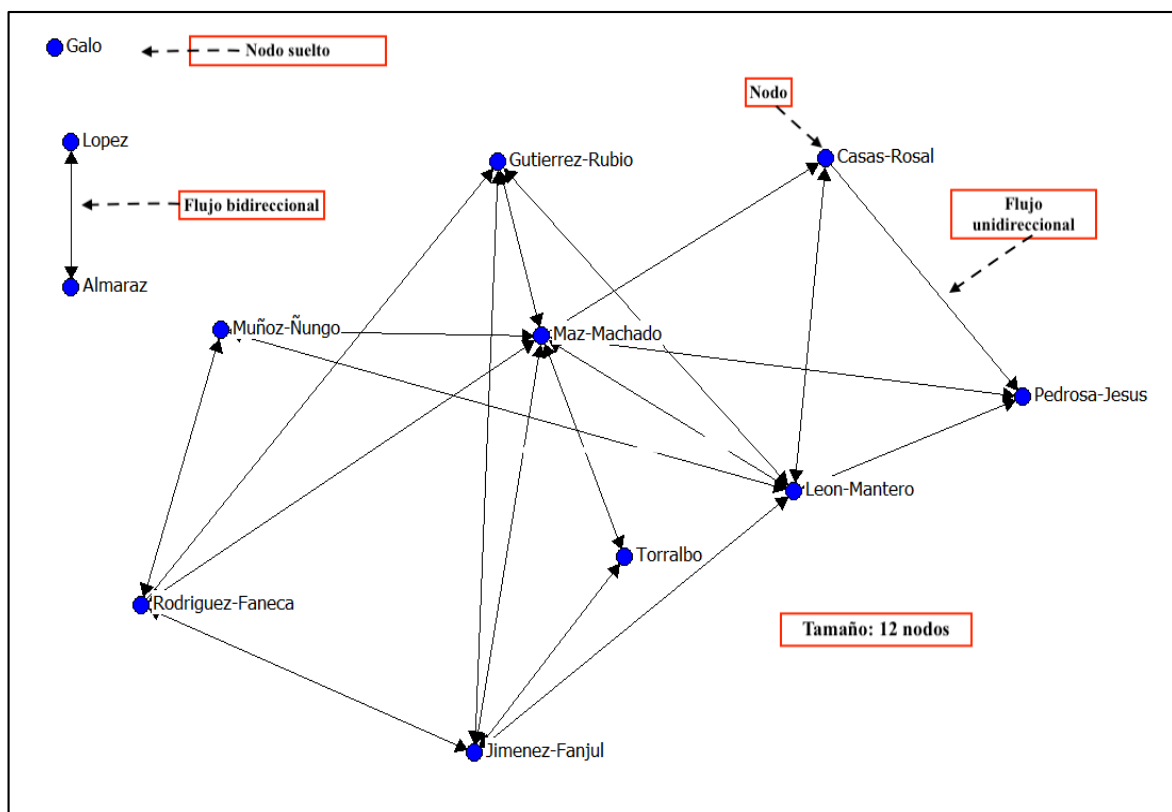 Galo
Nodo suelto
Nodo
Lopez
Gutierrez-Rubio
Casas-Rosal
Flujo bidireccional
Flujo
unidireccional
Almaraz
Muñoz-Ñungo
Maz-Machado
Pedrosa-Jesus
Leon-Mantero
Torralbo
Rodriguez-Faneca
Tamaño: 12 nodos
Jimenez-Fanjul